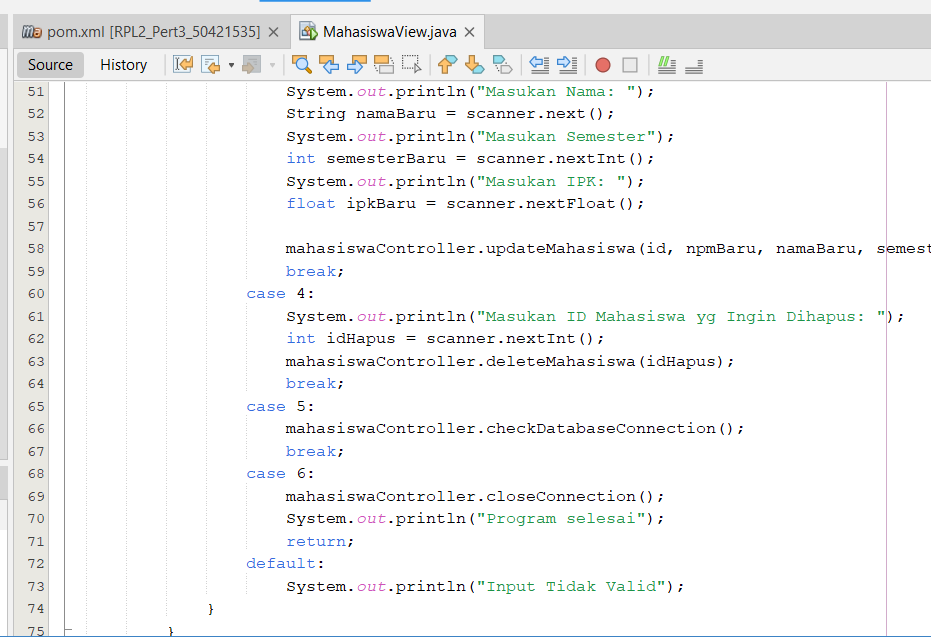 pom.xml [RPL2_Pert3_50421535] × MahasiswaView.java ×
Source History
51 System.out.println("Masukan Nama: ");
52 String namaBaru = scanner.next();
53 System.out.println("Masukan Semester");
54 int semesterBaru = scanner.nextInt();
55 System.out.println("Masukan IPK: ");
56 float ipkBaru = scanner.nextFloat();
57
58 mahasiswaController.updateMahasiswa(id, npmBaru, namaBaru, semest
59 break;
60 case 4:
61 System.out.println("Masukan ID Mahasiswa yg Ingin Dihapus: ");
62 int idHapus = scanner.nextInt();
63 mahasiswaController.deleteMahasiswa(idHapus);
64 break;
65 case 5:
66 mahasiswaController.checkDatabaseConnection();
67 break;
68 case 6:
69 mahasiswaController.closeConnection();
70 System.out.println("Program selesai");
71 return;
72 default:
73 System.out.println("Input Tidak Valid");
74 }
75 }